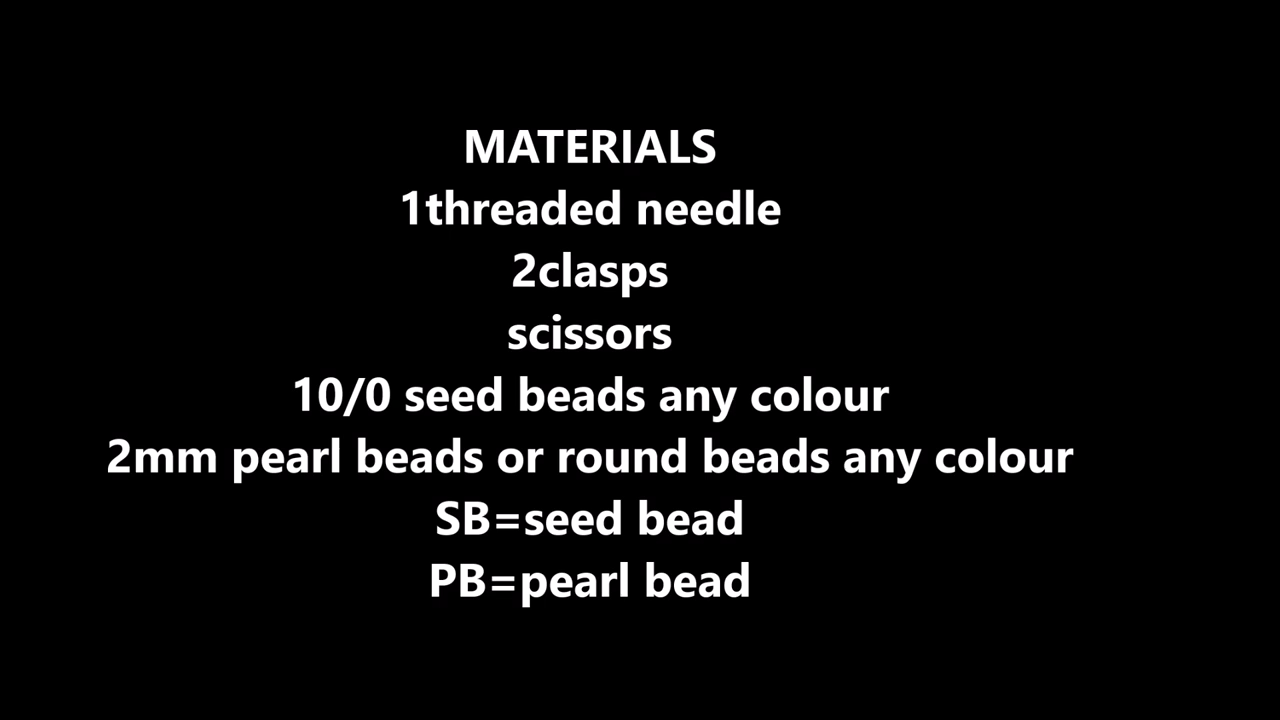 MATERIALS
1threaded needle
2clasps
scissors
10/0 seed beads any colour
2mm pearl beads or round beads any colour
SB=seed bead
PB=pearl bead